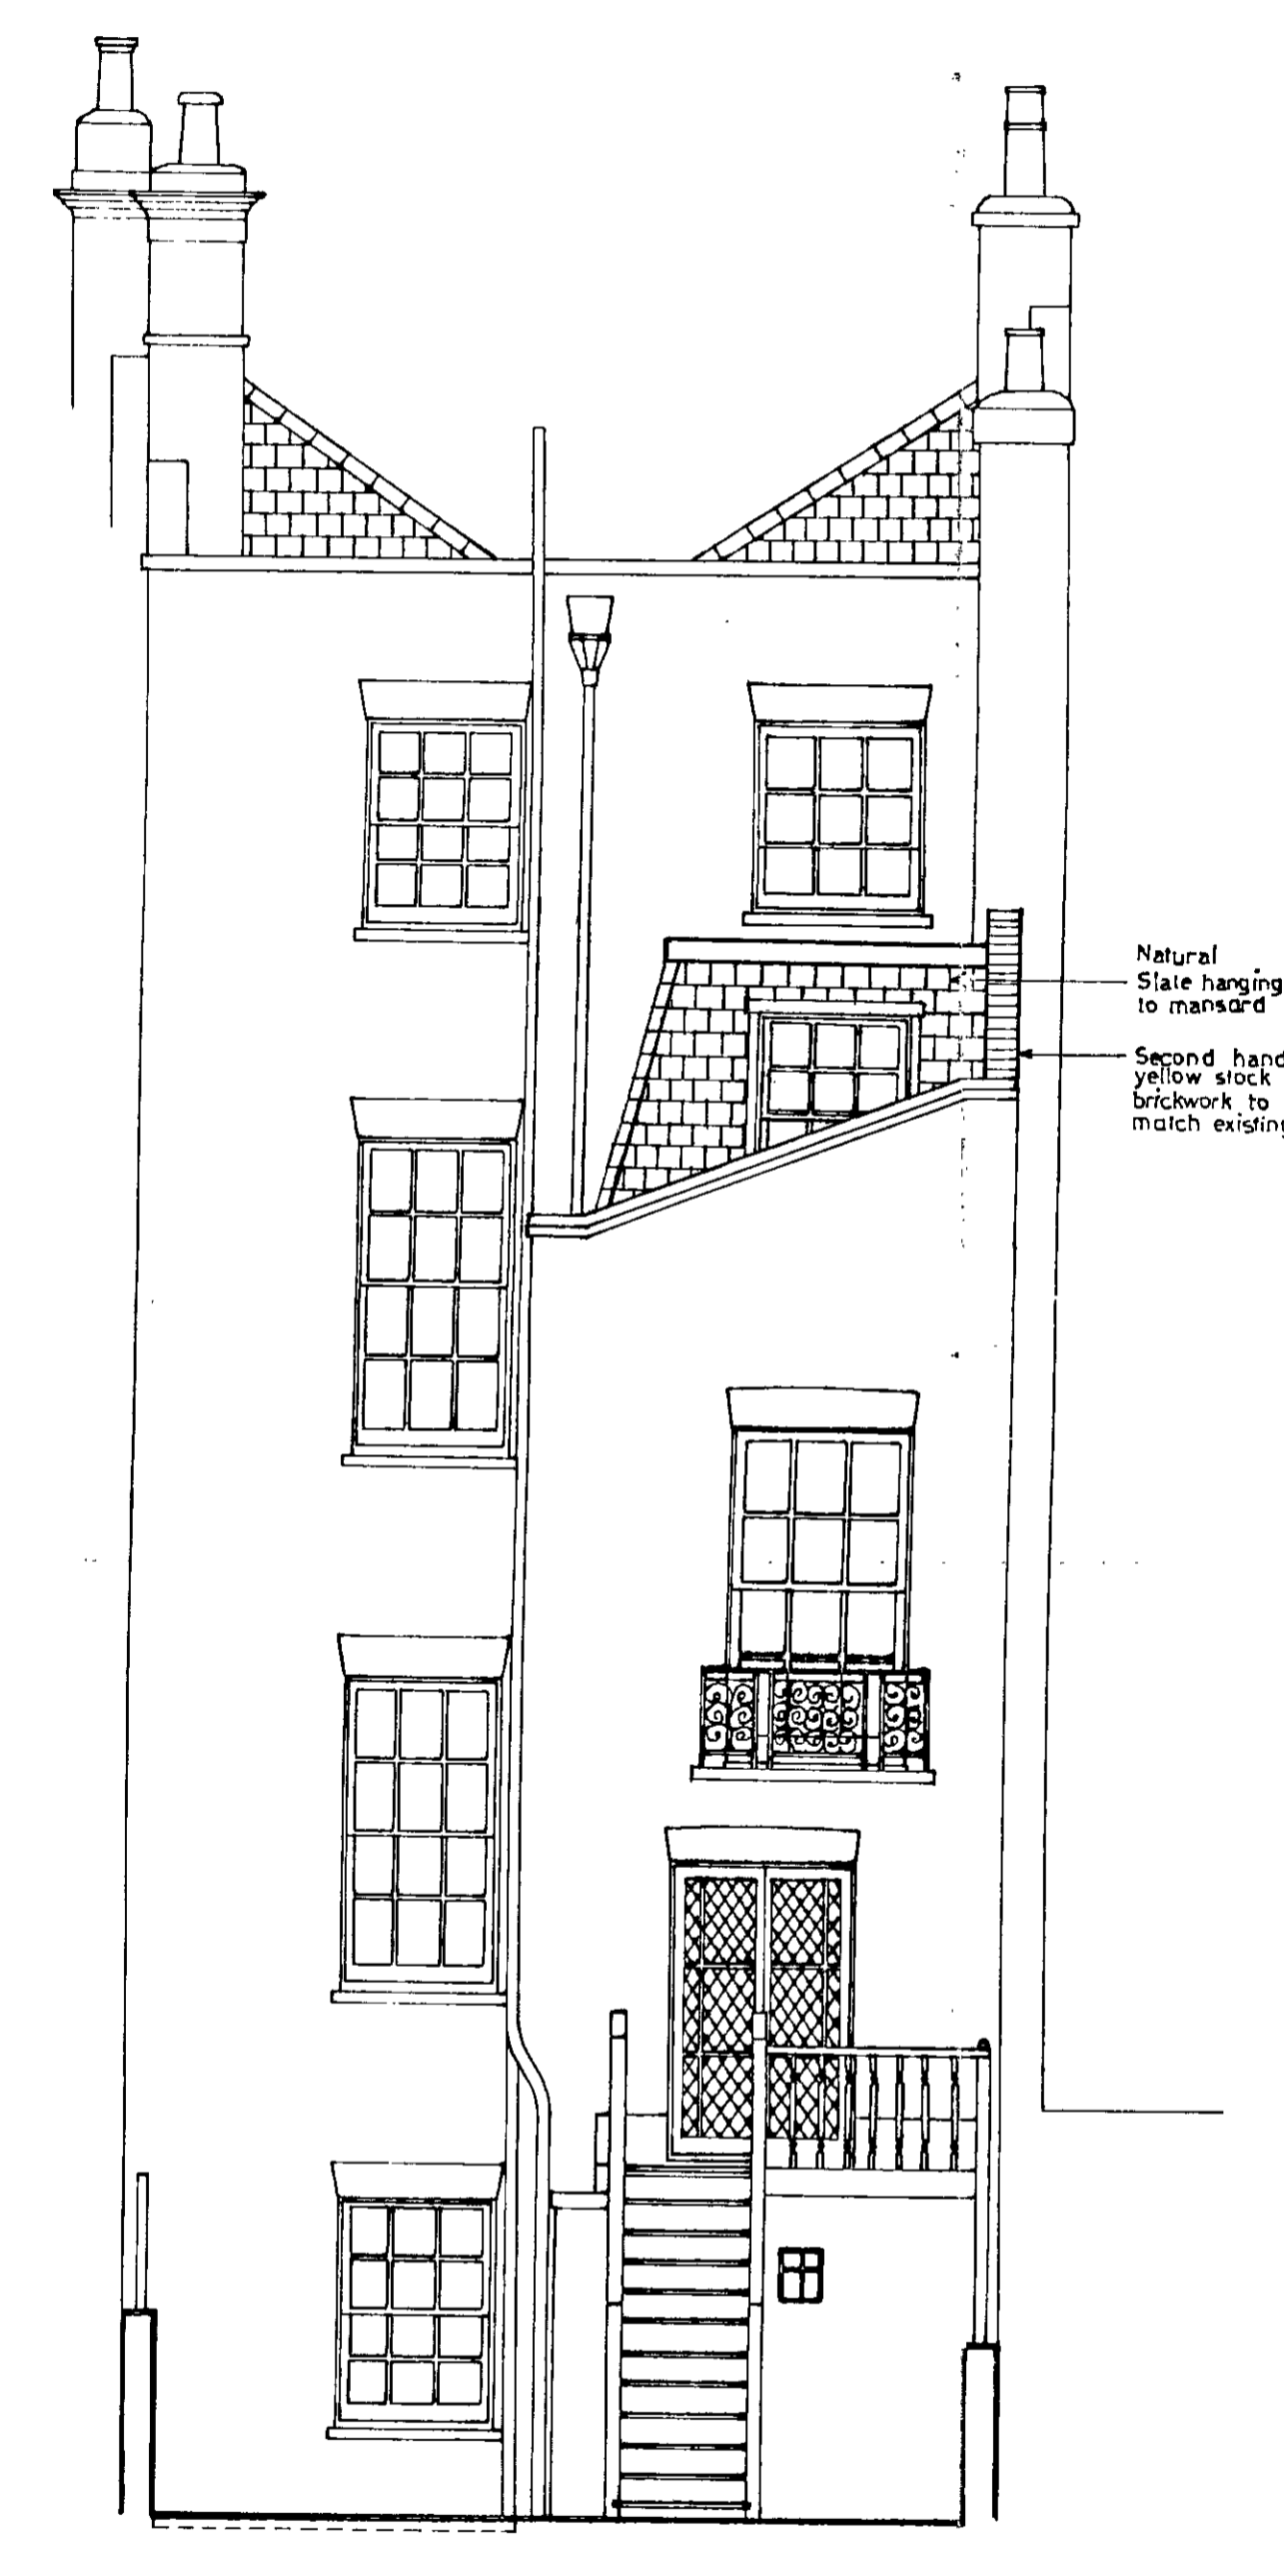 Natural
Slate hanging
to mansard
Second hand
yellow stock
brickwork to
match existing